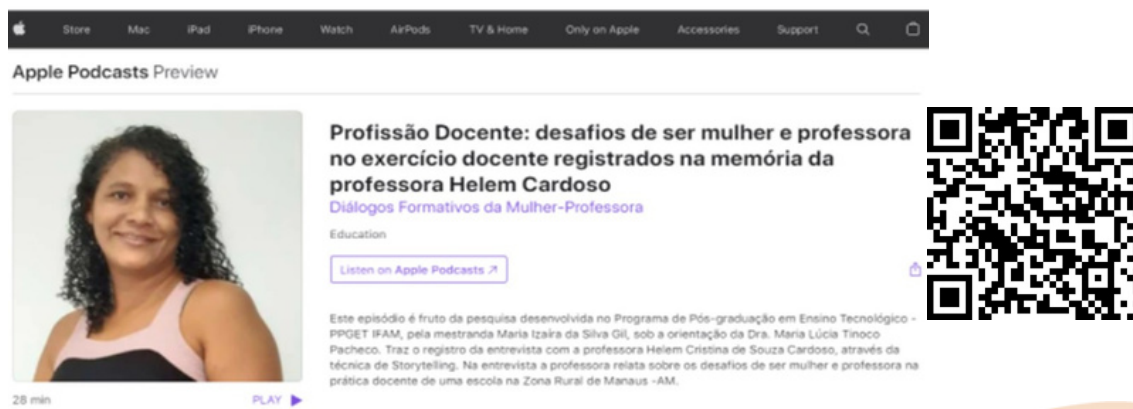 Store Mac iPad iPhone Watch AirPods TV & Home Only on Apple Accessories Support
Apple Podcasts Preview
Profissão Docente: desafios de ser mulher e professora
no exercício docente registrados na memória da
professora Helem Cardoso
Diálogos Formativos da Mulher-Professora
Education
Listen on Apple Podcasts ↗
Este episódio é fruto da pesquisa desenvolvida no Programa de Pós-graduação em Ensino Tecnológico -
PPGET IFAM, pela mestranda Maria Izaíra da Silva Gil, sob a orientação da Dra. Maria Lúcia Tinoco
Pacheco. Traz o registro da entrevista com a professora Helem Cristina de Souza Cardoso, através da
técnica de Storytelling. Na entrevista a professora relata sobre os desafios de ser mulher e professora na
prática docente de uma escola na Zona Rural de Manaus -AM.
28 min PLAY